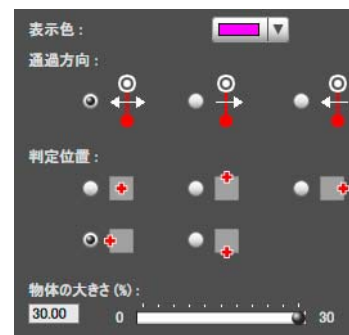 表示色 :
通過方向 :
判定位置 :
物体の大きさ (%) :
30.00 0 30